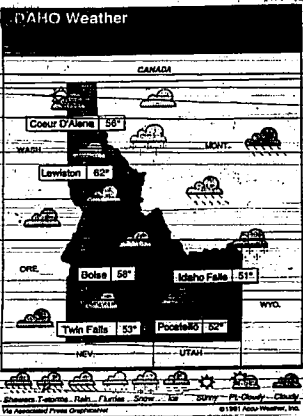 IDAHO Weather
CANADA
Coeur D'Alene 56°
WASH.
MONT.
Lewiston 62°
ORE.
Boise 58°
Idaho Falls 51°
WYO.
Twin Falls 53°
Pocatello 52°
NEV.
UTAH
Showers T-storms Rain Flurries Snow Ice Sunny Pt. Cloudy Cloudy
Via Associated Press GraphicsNet
©1991 Accu-Weather, Inc.